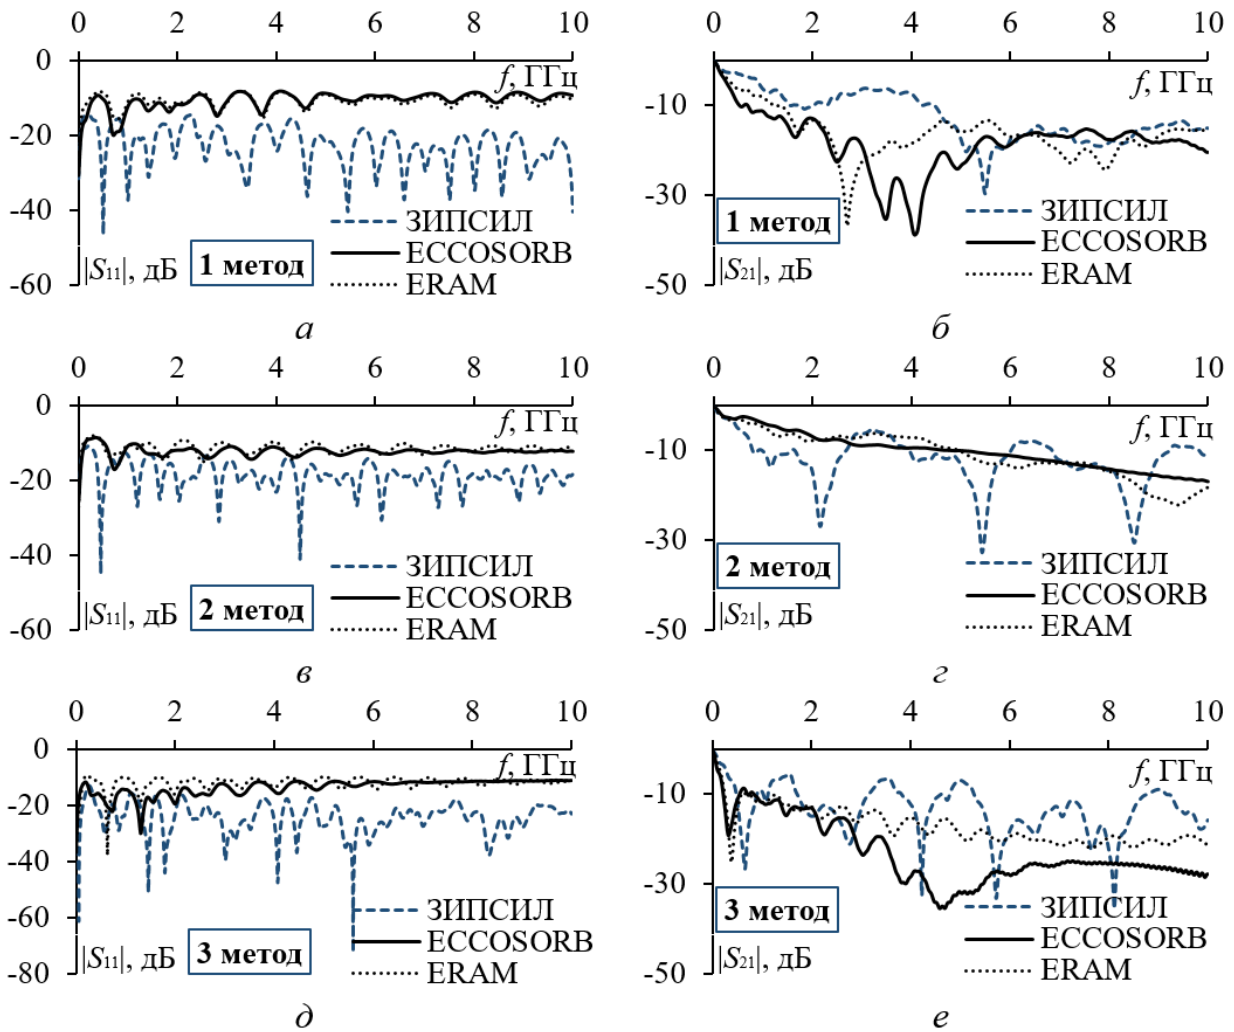 0 2 4 6 8 10
0
-20
-40
-60
f, ГГц
|S11|, дБ
1 метод
ЗИПСИЛ
ECCOSORB
ERAM
а
0 2 4 6 8 10
-10
-30
-50
f, ГГц
|S21|, дБ
1 метод
ЗИПСИЛ
ECCOSORB
ERAM
б
0 2 4 6 8 10
0
-20
-40
-60
f, ГГц
|S11|, дБ
2 метод
ЗИПСИЛ
ECCOSORB
ERAM
в
0 2 4 6 8 10
-10
-30
-50
f, ГГц
|S21|, дБ
2 метод
ЗИПСИЛ
ECCOSORB
ERAM
г
0 2 4 6 8 10
0
-20
-40
-60
-80
f, ГГц
|S11|, дБ
3 метод
ЗИПСИЛ
ECCOSORB
ERAM
д
0 2 4 6 8 10
-10
-30
-50
f, ГГц
|S21|, дБ
3 метод
ЗИПСИЛ
ECCOSORB
ERAM
е